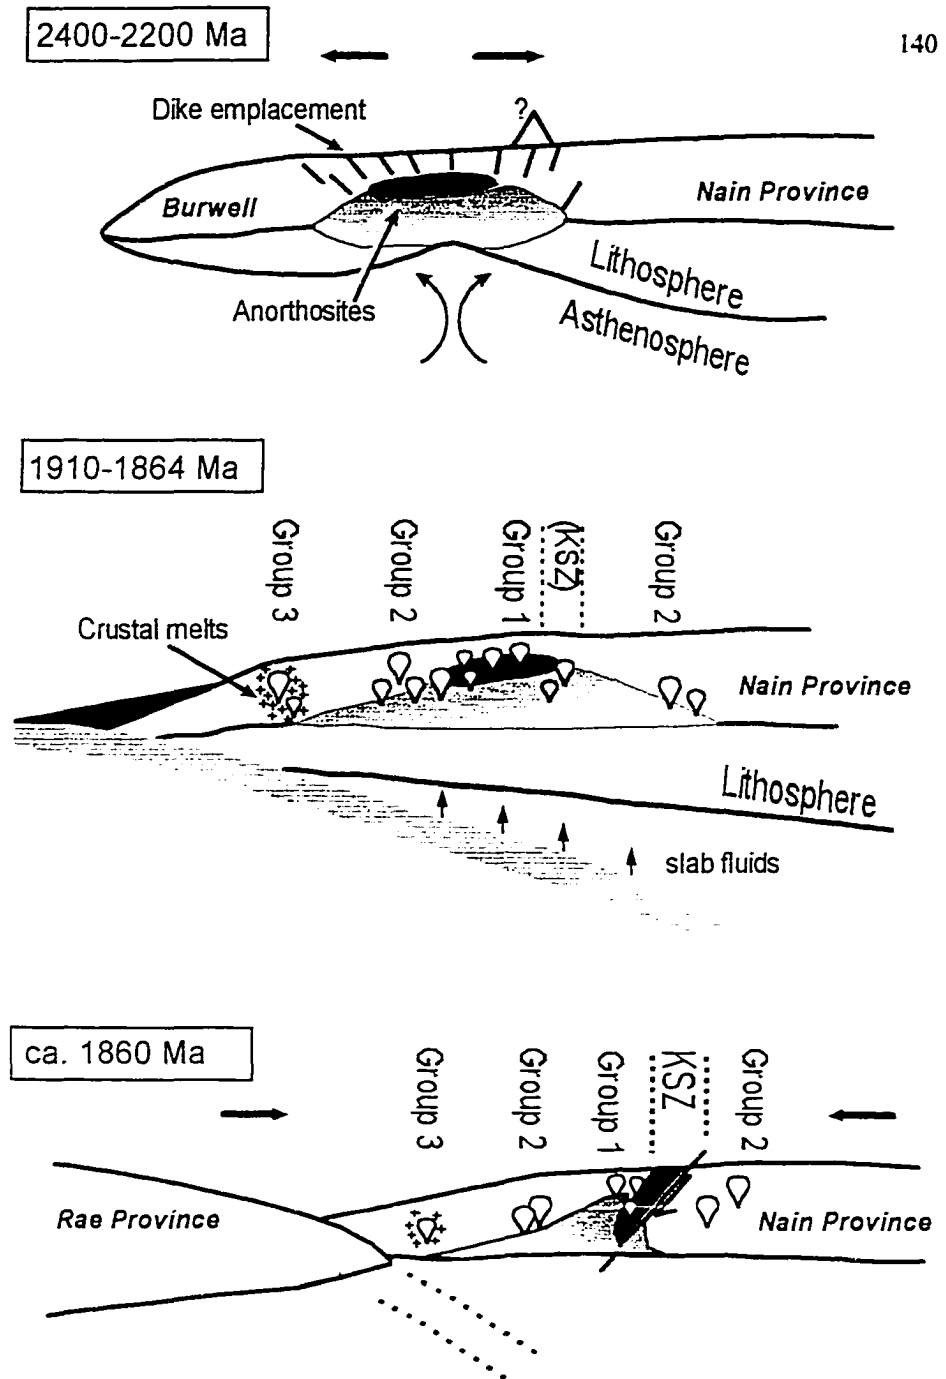 2400-2200 Ma
140
Dike emplacement
?
Burwell
Nain Province
Lithosphere
Anorthosites
Asthenosphere
1910-1864 Ma
Group 3
Group 2
Group 1
(KSZ)
Group 2
Crustal melts
Nain Province
Lithosphere
slab fluids
ca. 1860 Ma
Group 3
Group 2
Group 1
KSZ
Group 2
Rae Province
Nain Province